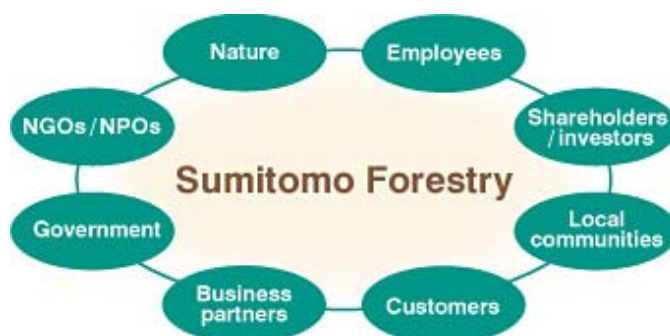 Nature
Employees
NGOs/NPOs
Shareholders
/investors
Sumitomo Forestry
Government
Local
communities
Business
partners
Customers